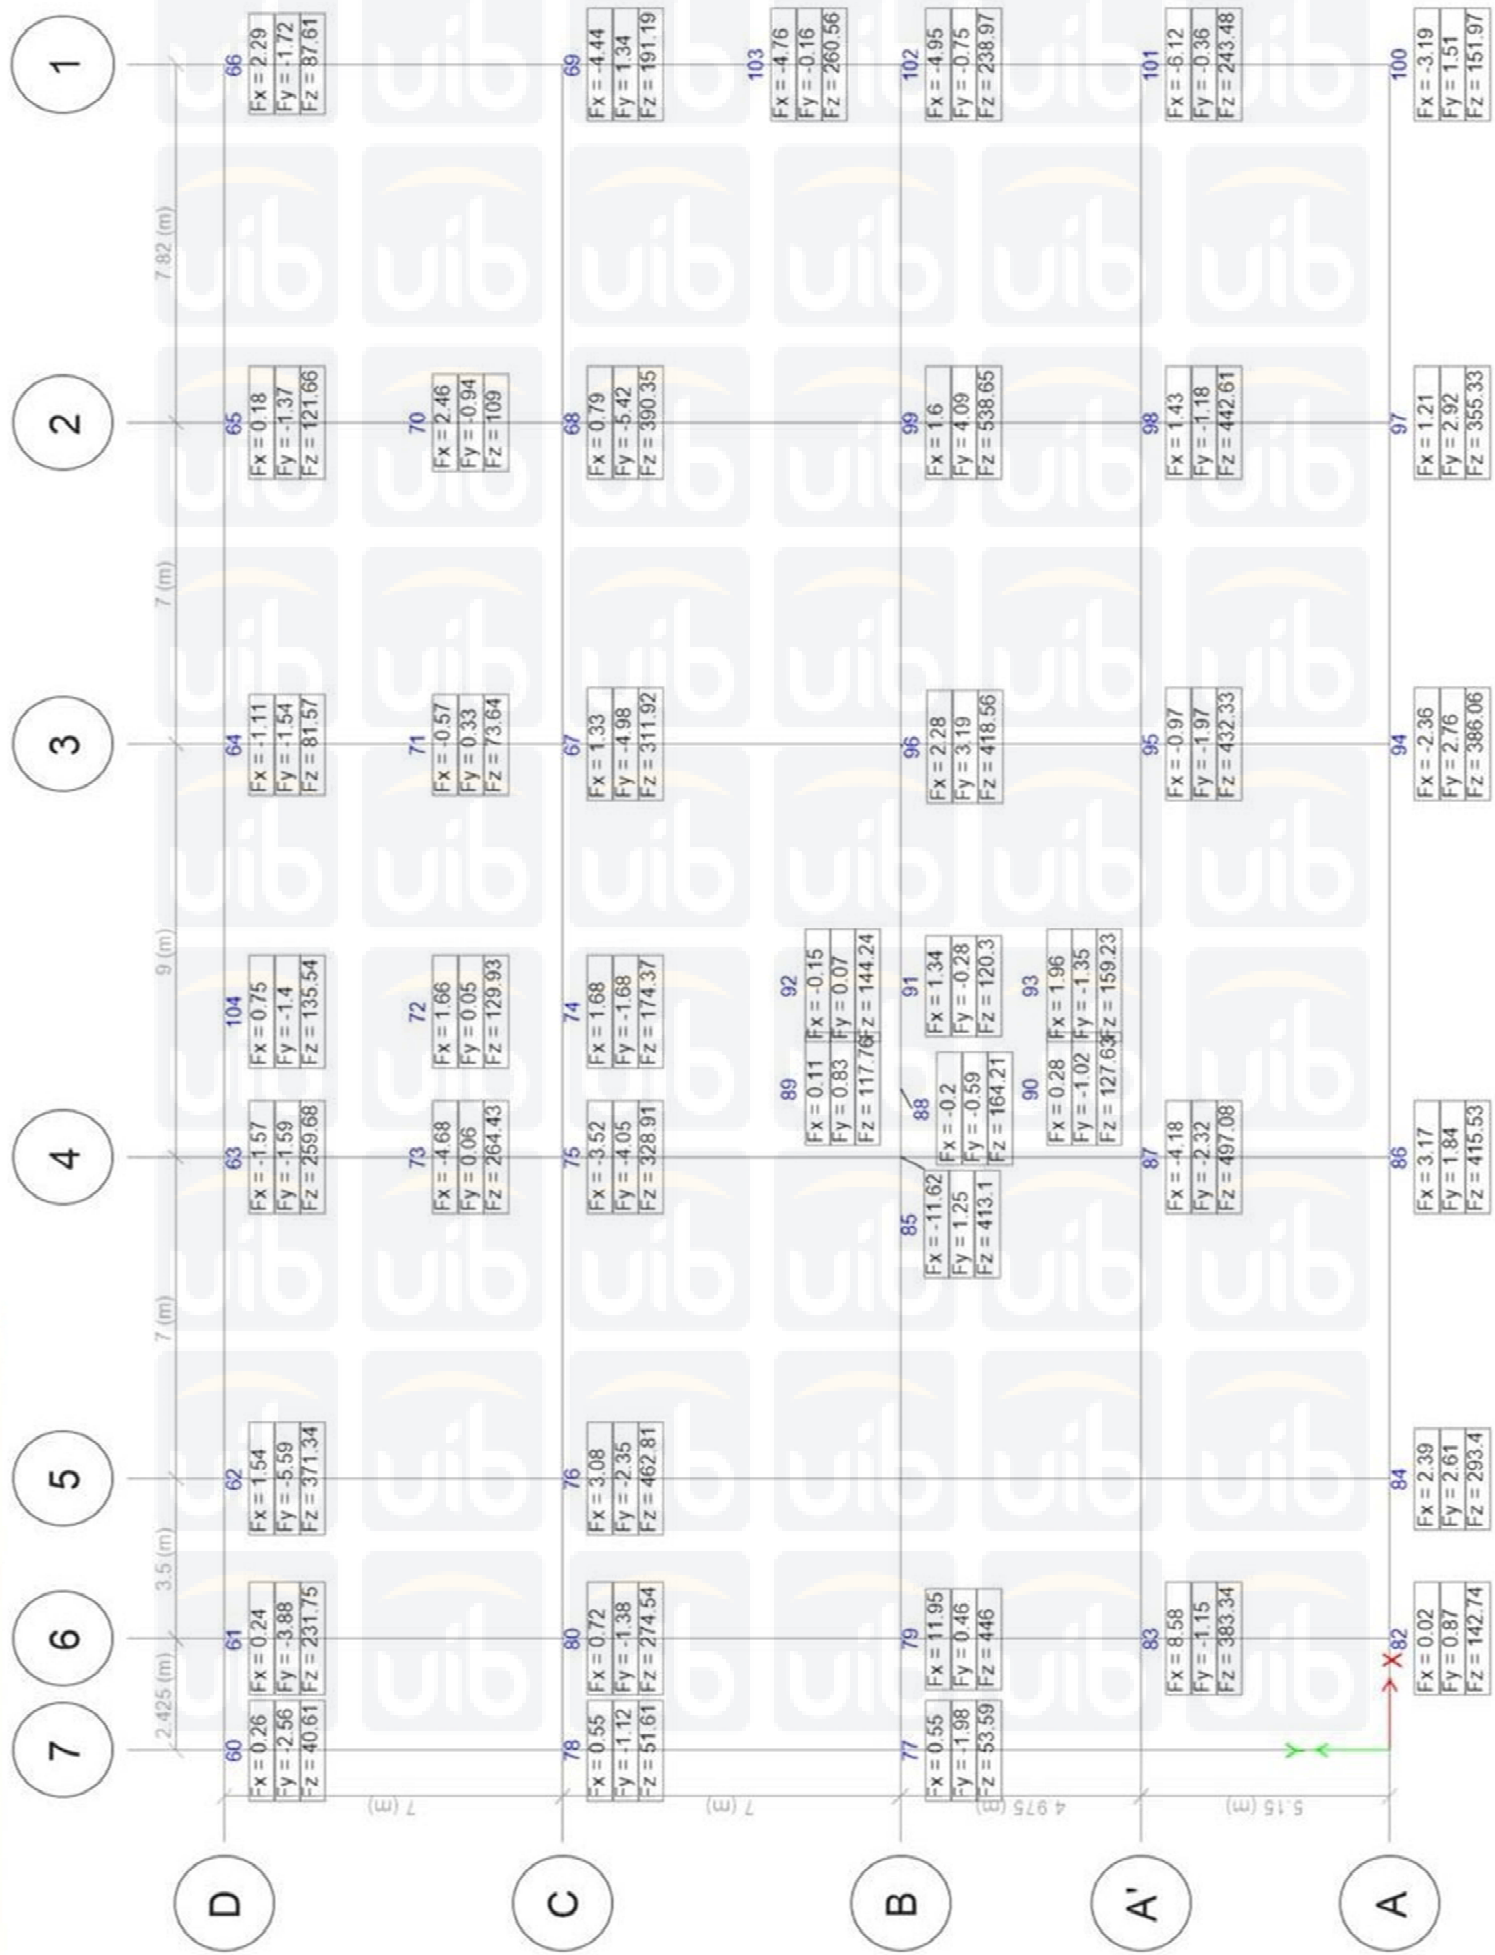 7 6 5 4 3 2 1
2.425 (m) 3.5 (m) 7 (m) 9 (m) 7 (m) 7.82 (m)
D
60 61 62 63 104 64 65 66
Fx = 0.26 Fx = 0.24 Fx = 1.54 Fx = -1.57 Fx = 0.75 Fx = -1.11 Fx = 0.18 Fx = 2.29
Fy = -2.56 Fy = -3.88 Fy = -5.59 Fy = -1.59 Fy = -1.4 Fy = -1.54 Fy = -1.37 Fy = -1.72
Fz = 40.61 Fz = 231.75 Fz = 371.34 Fz = 259.68 Fz = 135.54 Fz = 81.57 Fz = 121.66 Fz = 87.61
7 (m)
73 72 71 70
Fx = -4.68 Fx = 1.66 Fx = -0.57 Fx = 2.46
Fy = 0.06 Fy = 0.05 Fy = 0.33 Fy = -0.94
Fz = 264.43 Fz = 129.93 Fz = 73.64 Fz = 109
C
78 80 76 75 74 67 68 69
Fx = 0.55 Fx = 0.72 Fx = 3.08 Fx = -3.52 Fx = 1.68 Fx = 1.33 Fx = 0.79 Fx = -4.44
Fy = -1.12 Fy = -1.38 Fy = -2.35 Fy = -4.05 Fy = -1.68 Fy = -4.98 Fy = -5.42 Fy = 1.34
Fz = 51.61 Fz = 274.54 Fz = 462.81 Fz = 328.91 Fz = 174.37 Fz = 311.92 Fz = 390.35 Fz = 191.19
7 (m)
103
Fx = -4.76
Fy = -0.16
Fz = 260.56
89 92
Fx = 0.11 Fx = -0.15
Fy = 0.83 Fy = 0.07
Fz = 117.76 Fz = 144.24
B
77 79 85 88 91 96 99 102
Fx = 0.55 Fx = 11.95 Fx = -11.62 Fx = -0.2 Fx = 1.34 Fx = 2.28 Fx = 1.6 Fx = -4.95
Fy = -1.98 Fy = 0.46 Fy = 1.25 Fy = -0.59 Fy = -0.28 Fy = 3.19 Fy = 4.09 Fy = -0.75
Fz = 53.59 Fz = 446 Fz = 413.1 Fz = 164.21 Fz = 120.3 Fz = 418.56 Fz = 538.65 Fz = 238.97
4.975 (m)
90 93
Fx = 0.28 Fx = 1.96
Fy = -1.02 Fy = -1.35
Fz = 127.63 Fz = 159.23
A'
83 87 95 98 101
Fx = 8.58 Fx = -4.18 Fx = -0.97 Fx = 1.43 Fx = -6.12
Fy = -1.15 Fy = -2.32 Fy = -1.97 Fy = -1.18 Fy = -0.36
Fz = 383.34 Fz = 497.08 Fz = 432.33 Fz = 442.61 Fz = 243.48
5.15 (m)
Y
A
X
82 84 86 94 97 100
Fx = 0.02 Fx = 2.39 Fx = 3.17 Fx = -2.36 Fx = 1.21 Fx = -3.19
Fy = 0.87 Fy = 2.61 Fy = 1.84 Fy = 2.76 Fy = 2.92 Fy = 1.51
Fz = 142.74 Fz = 293.4 Fz = 415.53 Fz = 386.06 Fz = 355.33 Fz = 151.97
uib